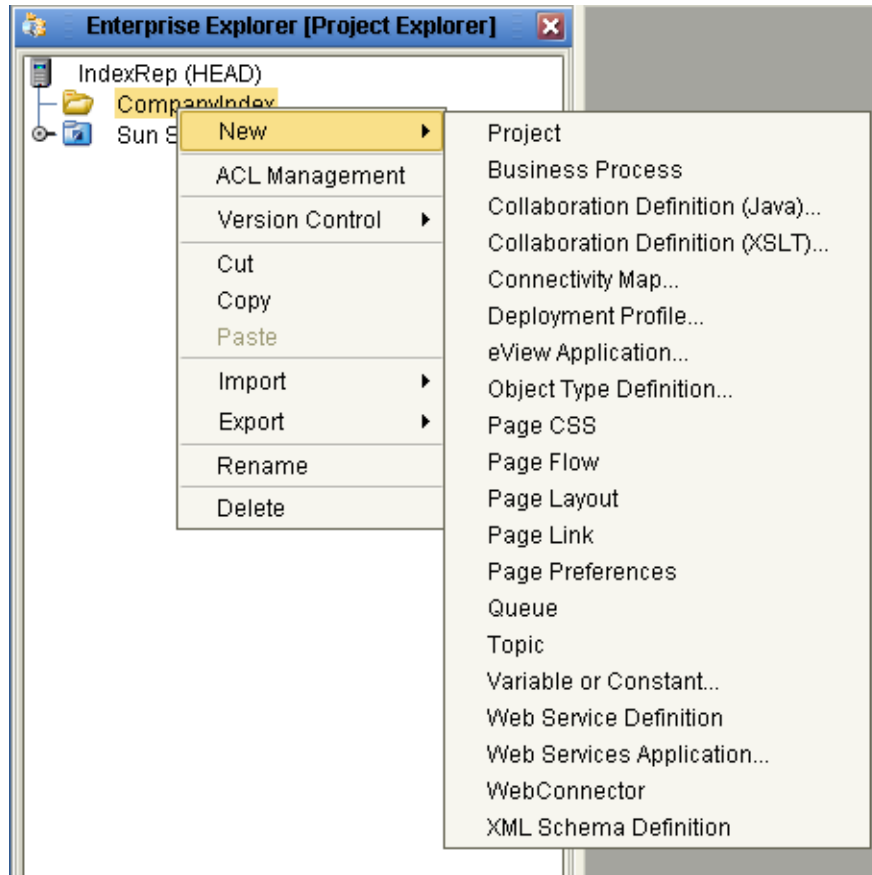 Enterprise Explorer [Project Explorer]
IndexRep (HEAD)
CompanyIndex
Sun S
New
ACL Management
Version Control
Cut
Copy
Paste
Import
Export
Rename
Delete
Project
Business Process
Collaboration Definition (Java)...
Collaboration Definition (XSLT)...
Connectivity Map...
Deployment Profile...
eView Application...
Object Type Definition...
Page CSS
Page Flow
Page Layout
Page Link
Page Preferences
Queue
Topic
Variable or Constant...
Web Service Definition
Web Services Application...
WebConnector
XML Schema Definition